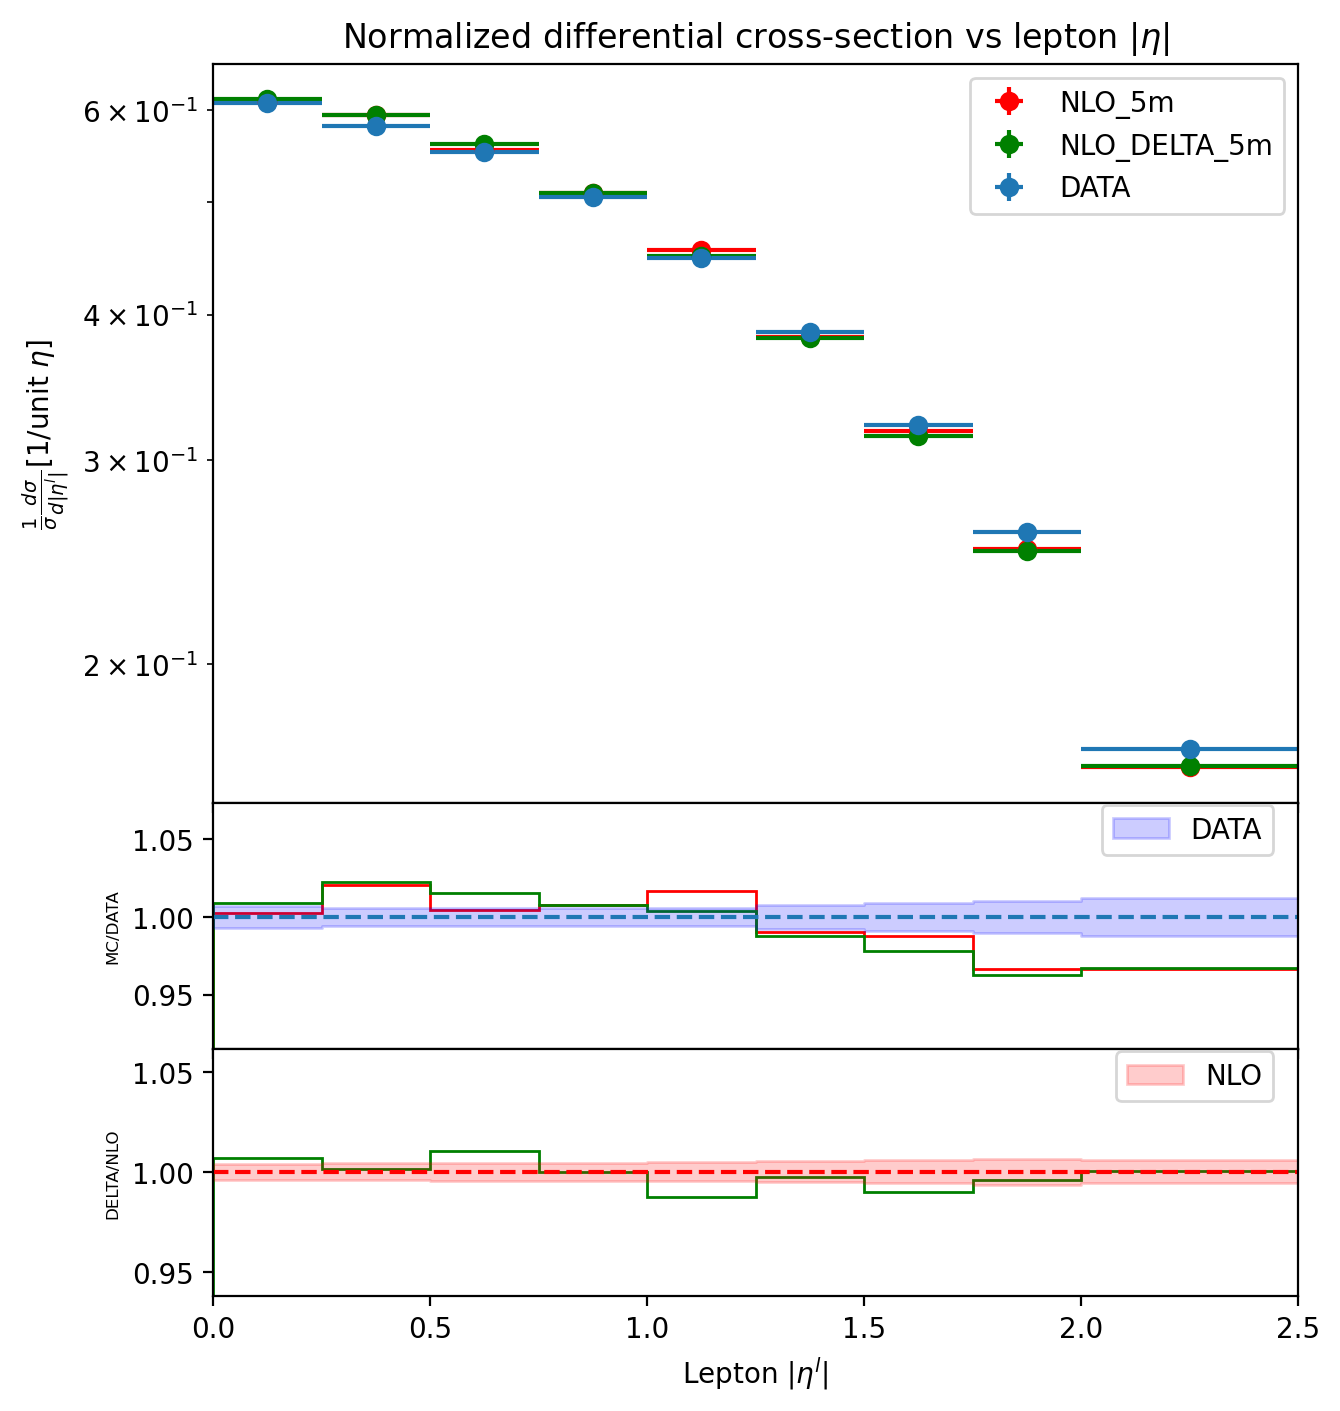 Normalized differential cross-section vs lepton |η|
6 × 10⁻¹
4 × 10⁻¹
3 × 10⁻¹
2 × 10⁻¹
1/σ dσ/d|ηˡ| [1/unit η]
NLO_5m
NLO_DELTA_5m
DATA
1.05
1.00
0.95
MC/DATA
DATA
1.05
1.00
0.95
DELTA/NLO
NLO
0.0 0.5 1.0 1.5 2.0 2.5
Lepton |ηˡ|